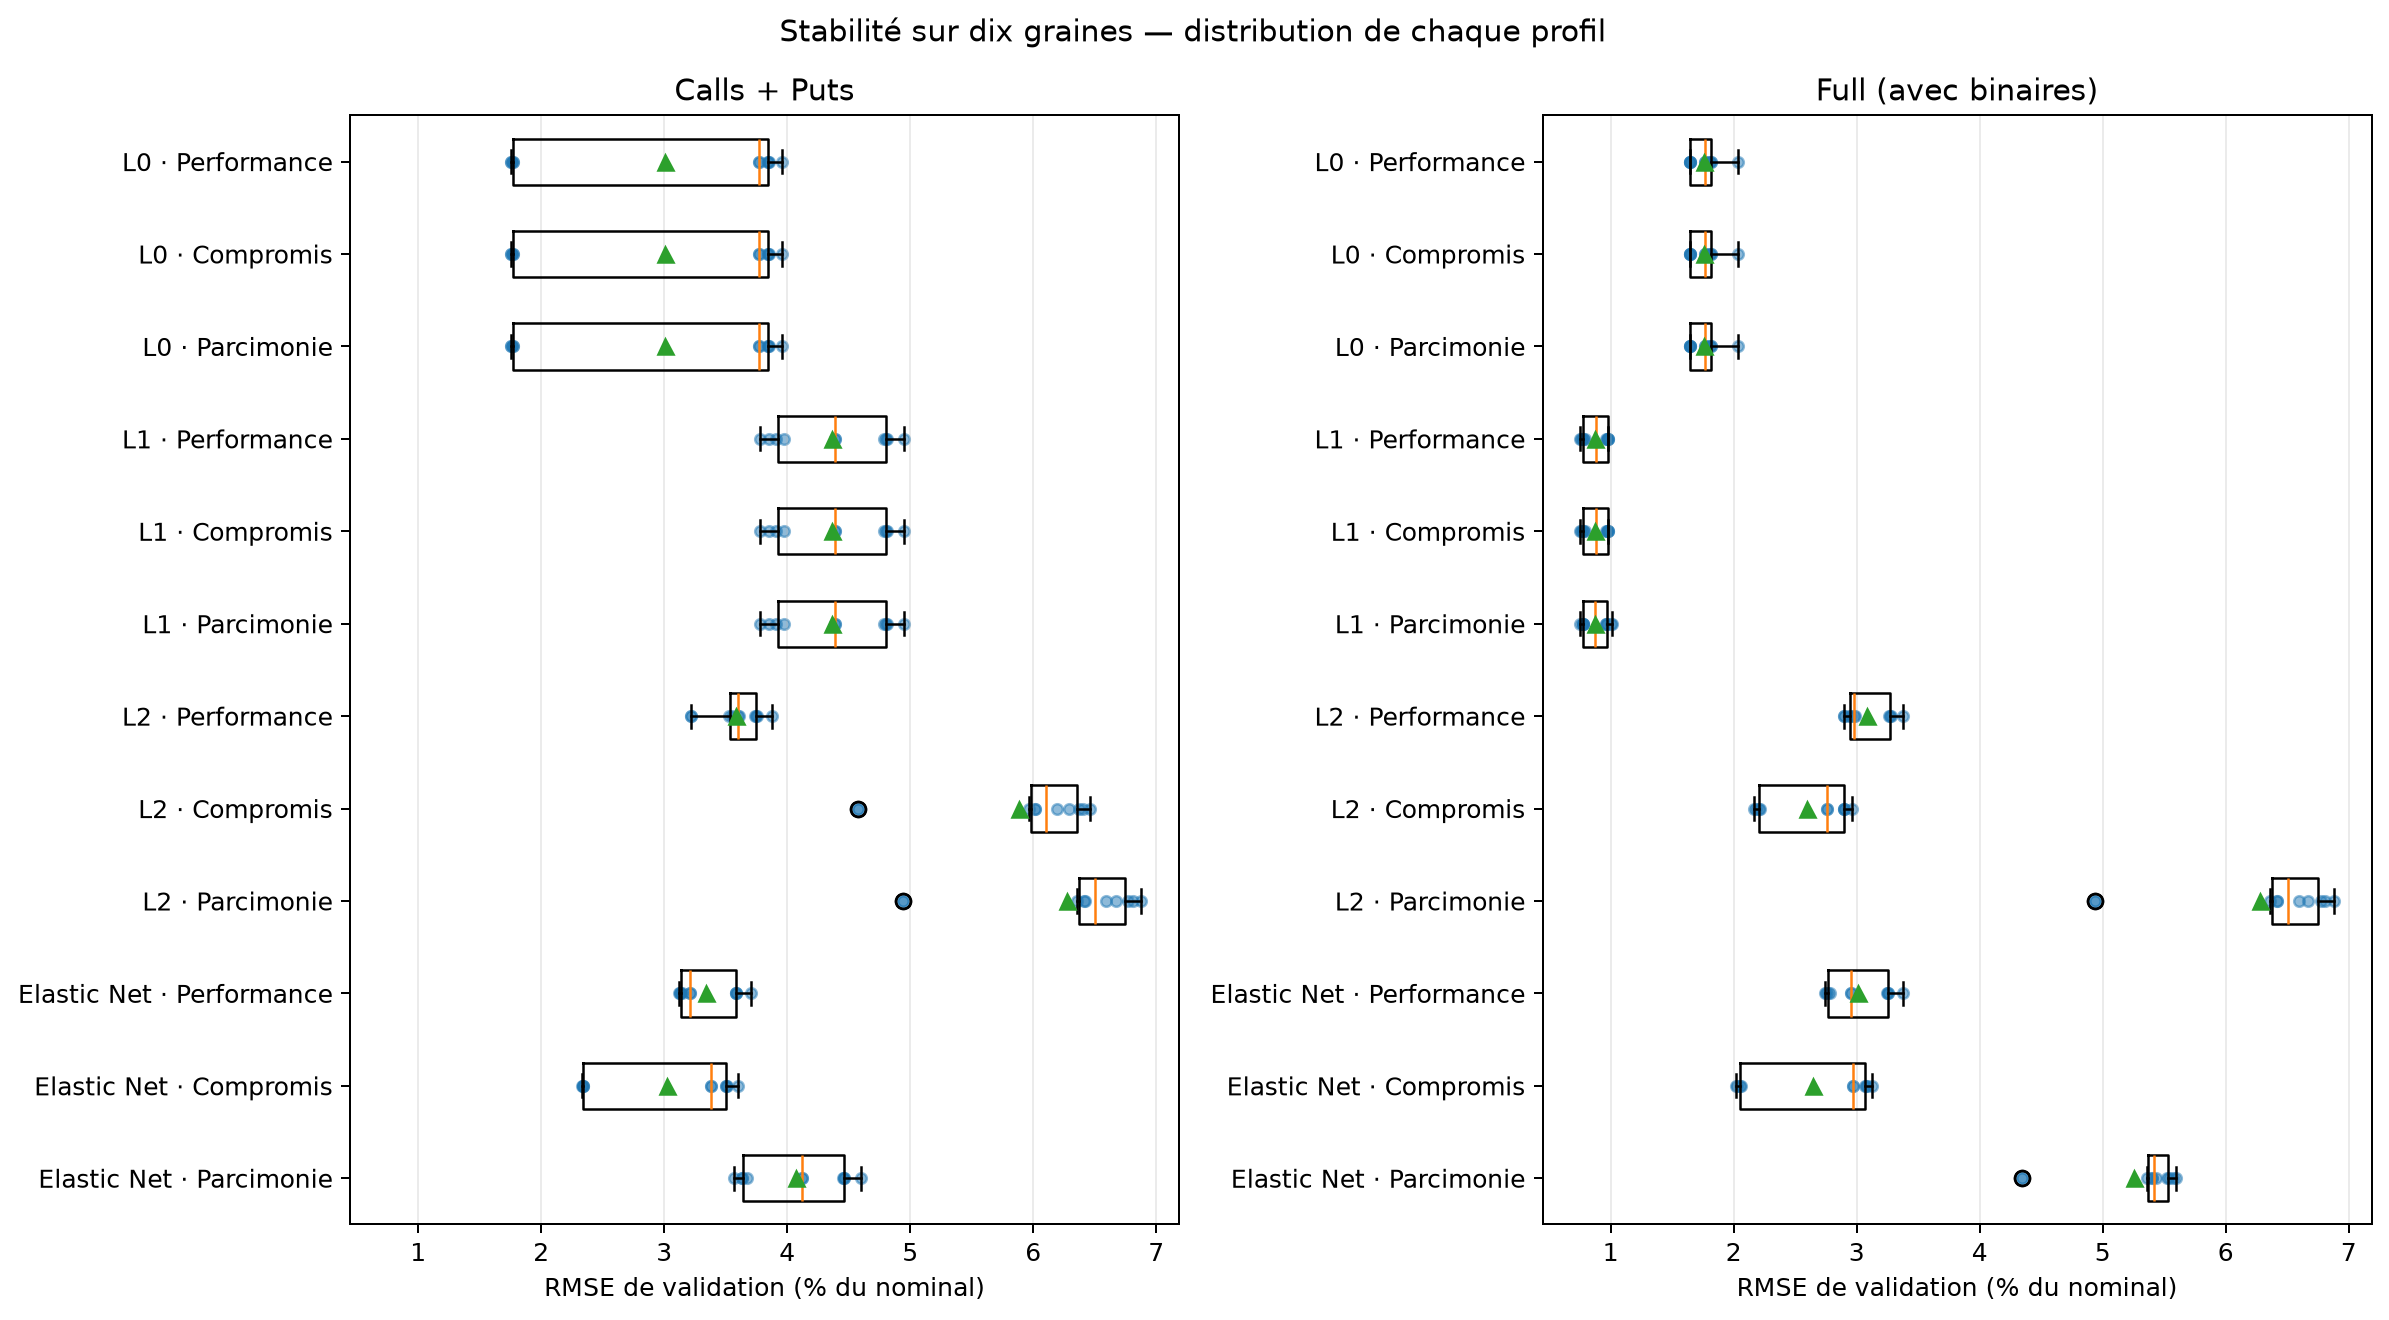 Stabilité sur dix graines — distribution de chaque profil
Calls + Puts
L0 · Performance
L0 · Compromis
L0 · Parcimonie
L1 · Performance
L1 · Compromis
L1 · Parcimonie
L2 · Performance
L2 · Compromis
L2 · Parcimonie
Elastic Net · Performance
Elastic Net · Compromis
Elastic Net · Parcimonie
1 2 3 4 5 6 7
RMSE de validation (% du nominal)
Full (avec binaires)
L0 · Performance
L0 · Compromis
L0 · Parcimonie
L1 · Performance
L1 · Compromis
L1 · Parcimonie
L2 · Performance
L2 · Compromis
L2 · Parcimonie
Elastic Net · Performance
Elastic Net · Compromis
Elastic Net · Parcimonie
1 2 3 4 5 6 7
RMSE de validation (% du nominal)